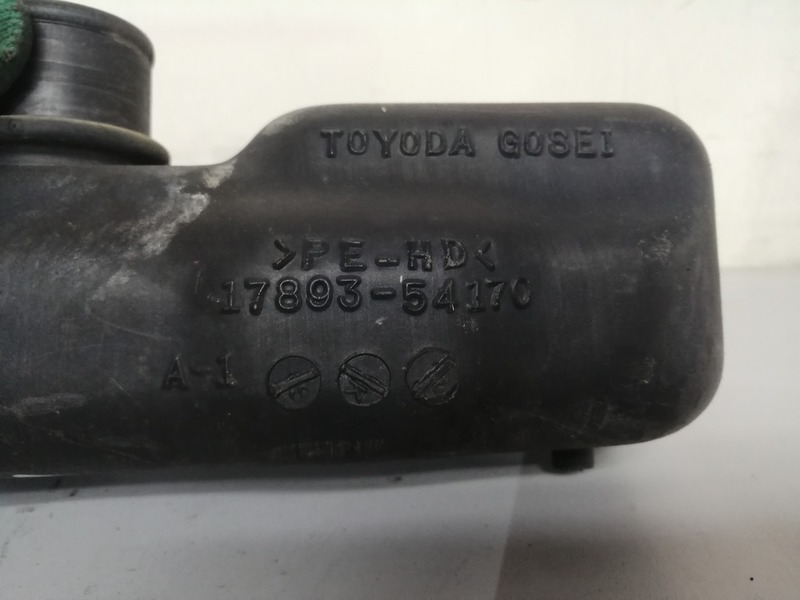 TOYODA GOSEI
>PE-HD<
17893-54170
A-1